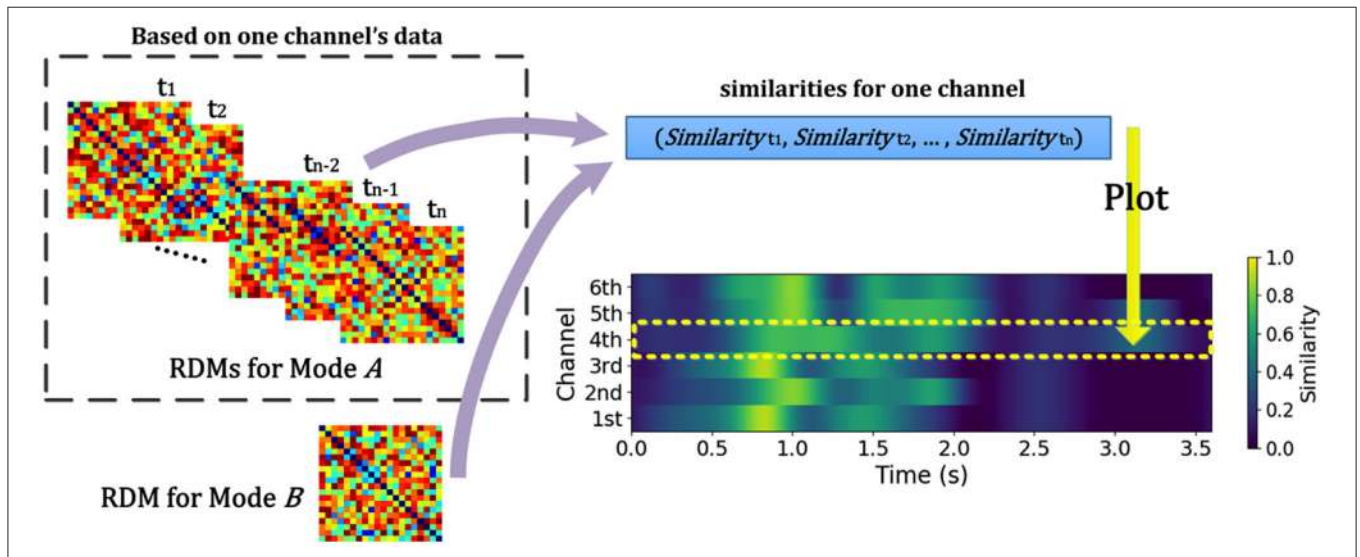 Based on one channel's data
t1
t2
tn-2
tn-1
tn
......
RDMs for Mode A
RDM for Mode B
similarities for one channel
(Similarity t1, Similarity t2, ... , Similarity tn)
Plot
6th
5th
4th
3rd
2nd
1st
Channel
0.0 0.5 1.0 1.5 2.0 2.5 3.0 3.5
Time (s)
1.0
0.8
0.6
0.4
0.2
0.0
Similarity